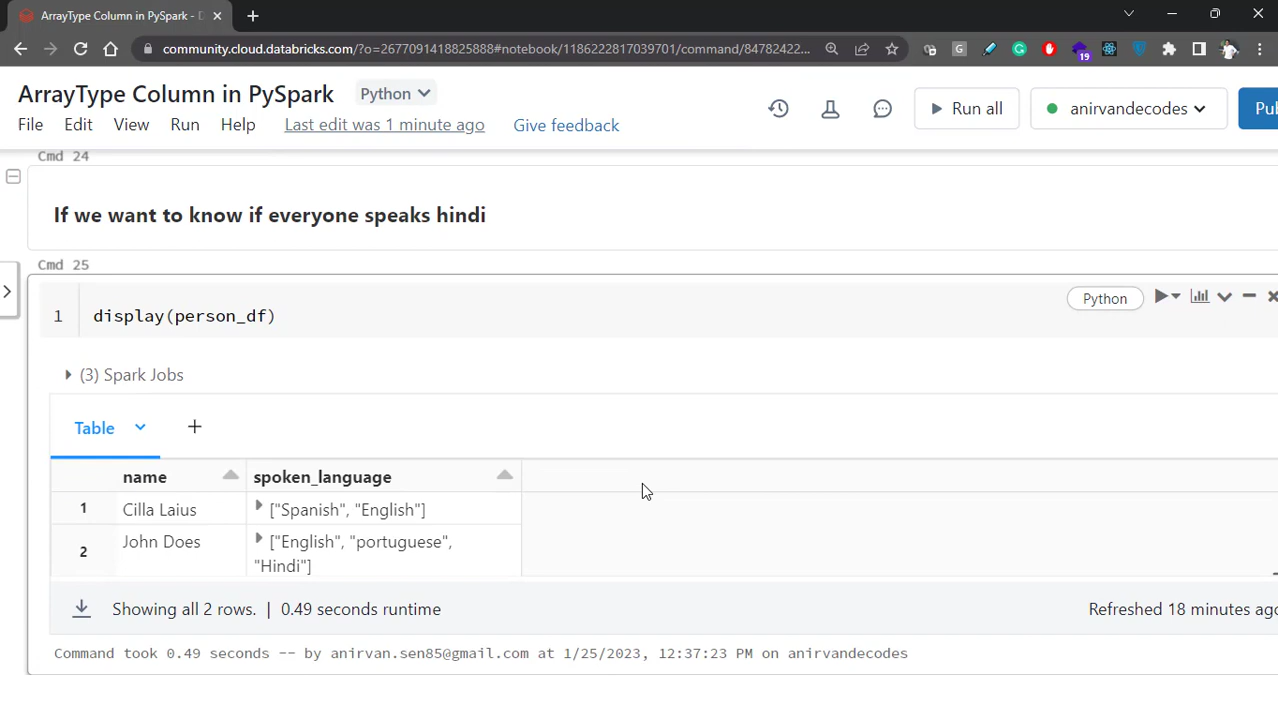 ArrayType Column in PySpark - D
community.cloud.databricks.com/?o=2677091418825888#notebook/1186222817039701/command/84782422...
G
19
ArrayType Column in PySpark
Python
Run all
anirvandecodes
Pub
File
Edit
View
Run
Help
Last edit was 1 minute ago
Give feedback
Cmd 24
If we want to know if everyone speaks hindi
Cmd 25
1 display(person_df)
Python
(3) Spark Jobs
Table
+
name spoken_language
1 Cilla Laius ["Spanish", "English"]
2 John Does ["English", "portuguese",
"Hindi"]
Showing all 2 rows. | 0.49 seconds runtime
Refreshed 18 minutes ago
Command took 0.49 seconds -- by anirvan.sen85@gmail.com at 1/25/2023, 12:37:23 PM on anirvandecodes